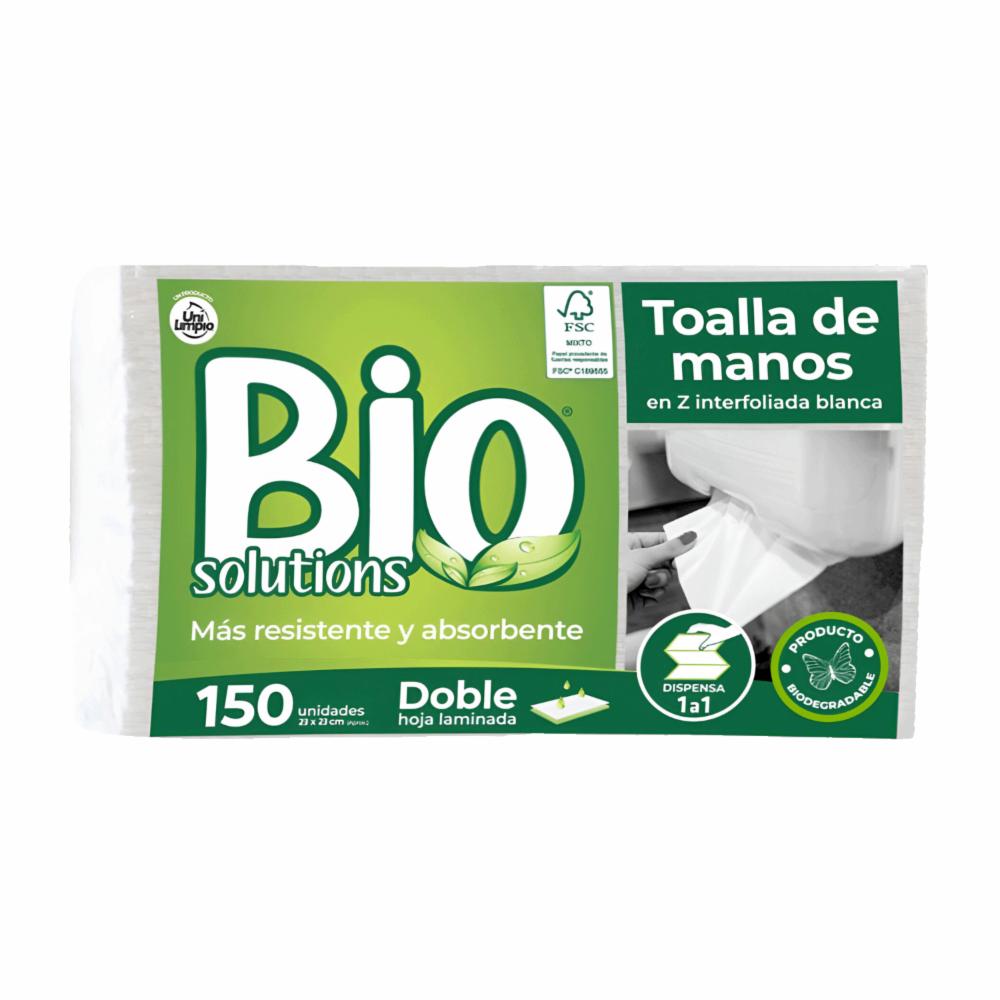 UN PRODUCTO
Uni
Limpio
FSC
MIXTO
Papel procedente de
fuentes responsables
Bio
®
solutions
Más resistente y absorbente
150 unidades
23 x 23 cm
Doble
hoja laminada
Toalla de
manos
en Z interfoliada blanca
DISPENSA
1a1
PRODUCTO
BIODEGRADABLE